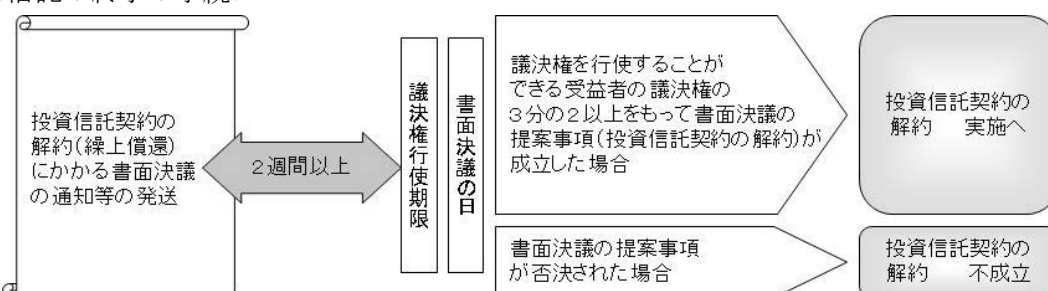 投資信託契約の
解約(繰上償還)
にかかる書面決議
の通知等の発送
2週間以上
議決権行使期限
書面決議の日
議決権を行使することが
できる受益者の議決権の
3分の2以上をもって書面決議の
提案事項(投資信託契約の解約)が
成立した場合
投資信託契約の
解約　実施へ
書面決議の提案事項
が否決された場合
投資信託契約の
解約　不成立